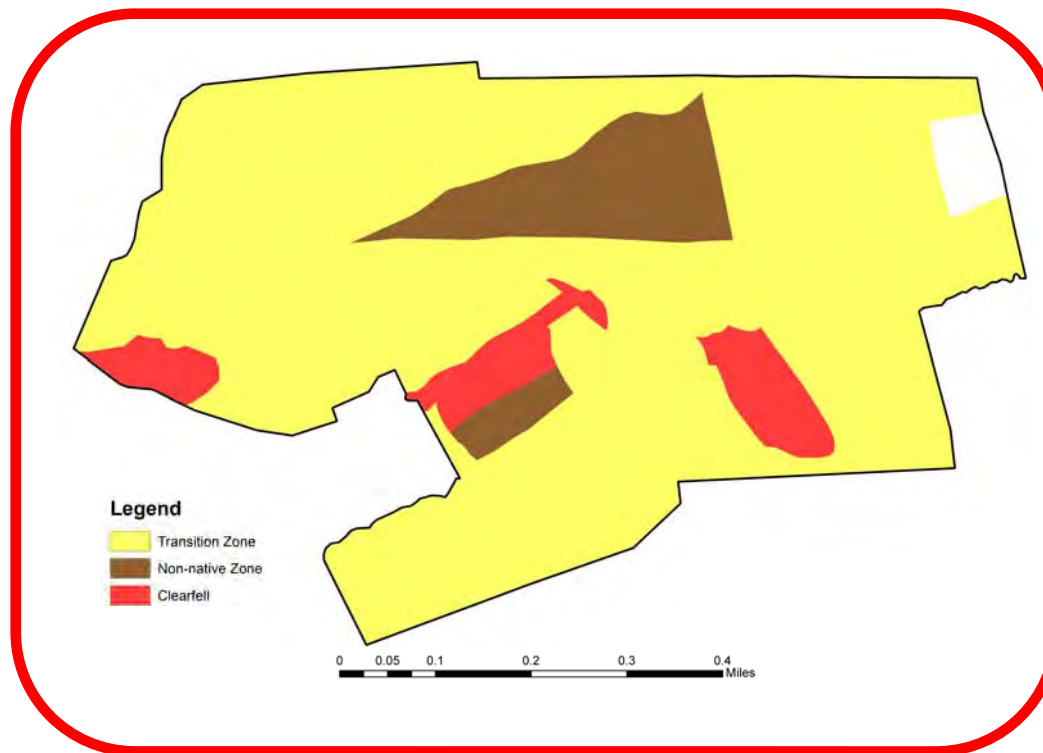 Legend
Transition Zone
Non-native Zone
Clearfell
0 0.05 0.1 0.2 0.3 0.4
Miles